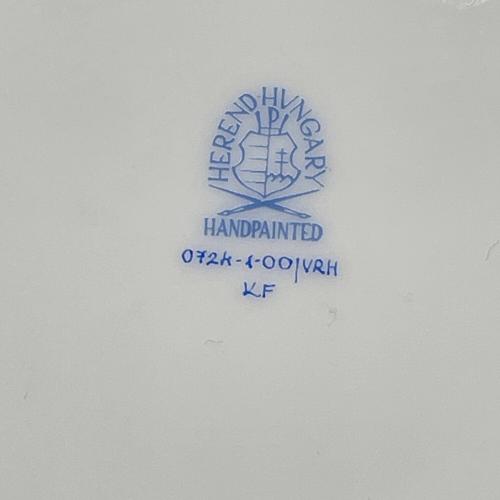 HEREND HUNGARY
P
HANDPAINTED
0724-1-00/VRH
KF